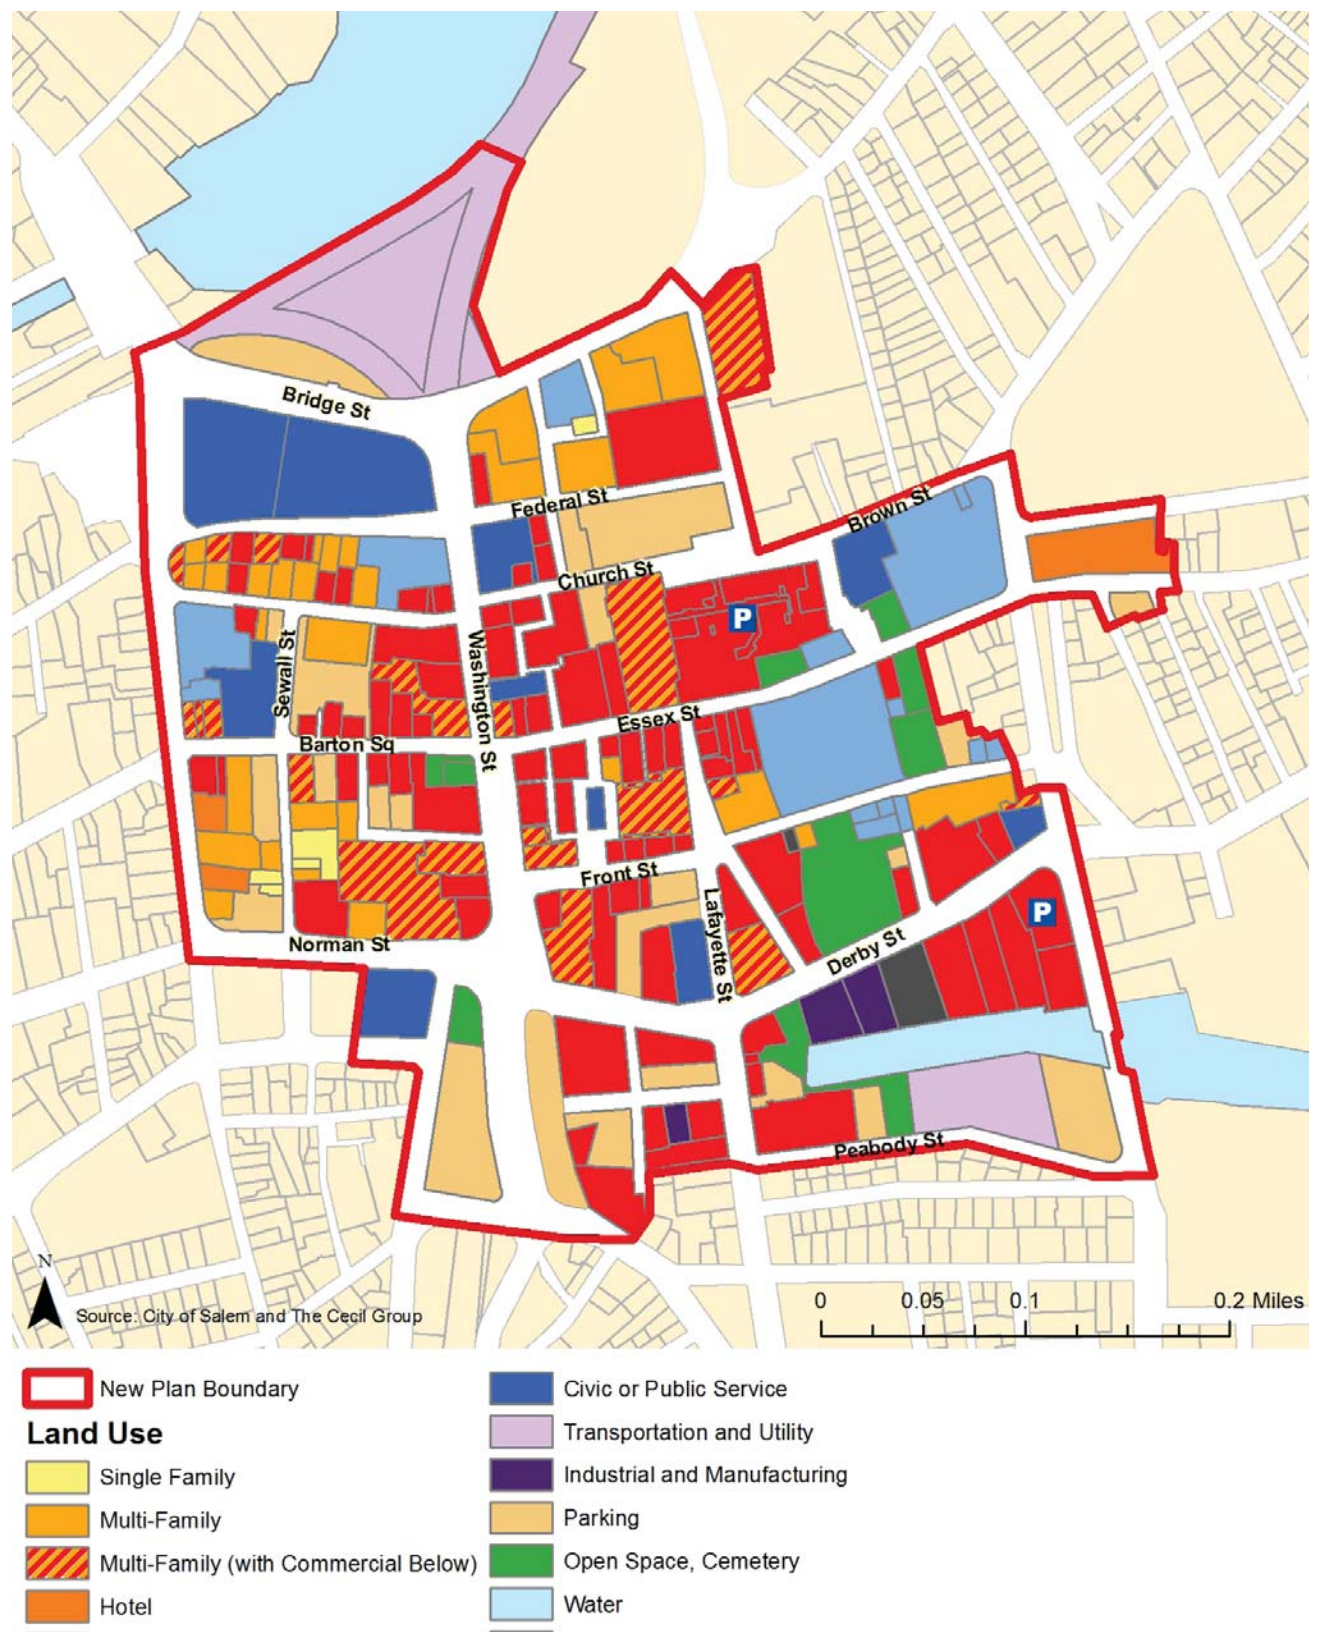 Bridge St
Federal St
Brown St
Church St
P
Sewall St
Washington St
Essex St
Barton Sq
Front St
Lafayette St
P
Norman St
Derby St
Peabody St
N
Source: City of Salem and The Cecil Group
0 0.05 0.1 0.2 Miles
New Plan Boundary
Land Use
Single Family
Multi-Family
Multi-Family (with Commercial Below)
Hotel
Civic or Public Service
Transportation and Utility
Industrial and Manufacturing
Parking
Open Space, Cemetery
Water